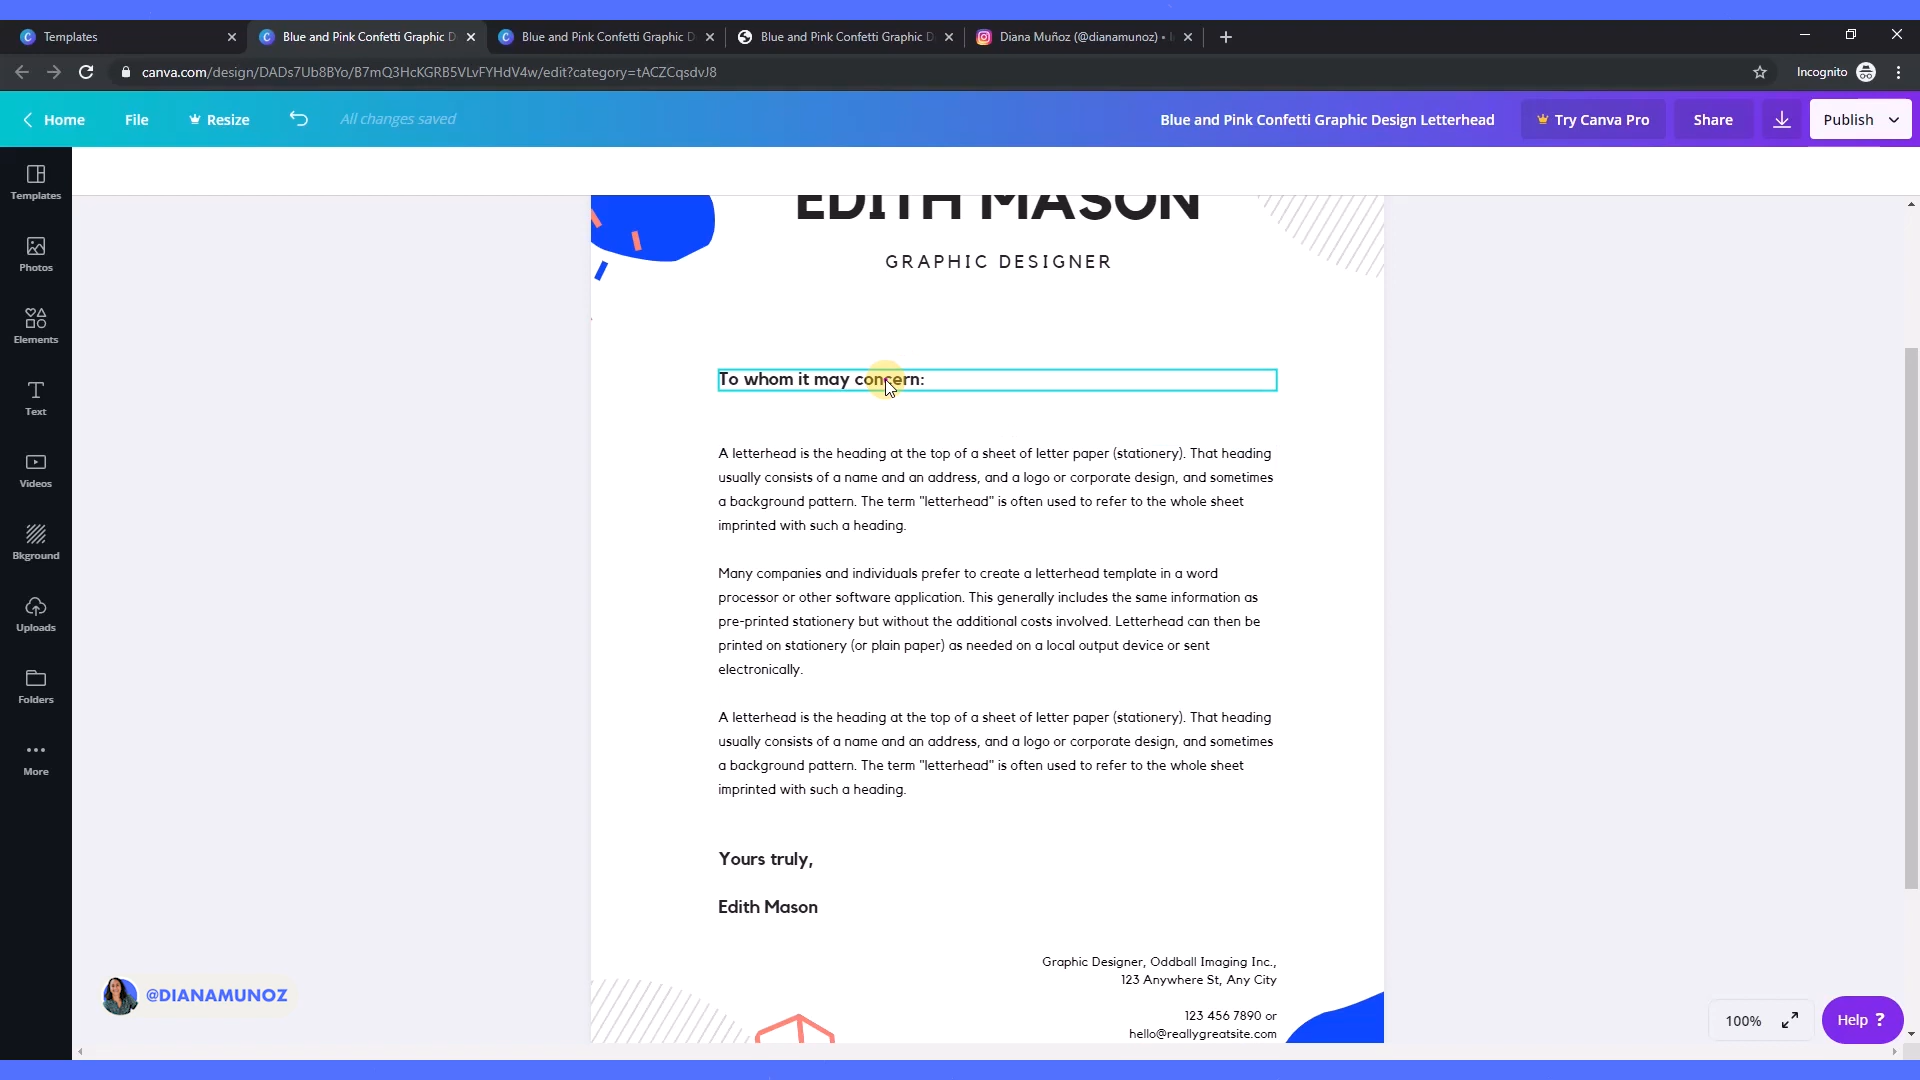 Templates
Blue and Pink Confetti Graphic D
Blue and Pink Confetti Graphic D
Blue and Pink Confetti Graphic D
Diana Muñoz (@dianamunoz) •
canva.com/design/DADs7Ub8BYo/B7mQ3HcKGRB5VLvFYHdV4w/edit?category=tACZCqsdvJ8
Incognito
Home
File
Resize
All changes saved
Blue and Pink Confetti Graphic Design Letterhead
Try Canva Pro
Share
Publish
Templates
Photos
Elements
Text
Videos
Bkground
Uploads
Folders
More
EDITH MASON
GRAPHIC DESIGNER
To whom it may concern:
A letterhead is the heading at the top of a sheet of letter paper (stationery). That heading
usually consists of a name and an address, and a logo or corporate design, and sometimes
a background pattern. The term "letterhead" is often used to refer to the whole sheet
imprinted with such a heading.
Many companies and individuals prefer to create a letterhead template in a word
processor or other software application. This generally includes the same information as
pre-printed stationery but without the additional costs involved. Letterhead can then be
printed on stationery (or plain paper) as needed on a local output device or sent
electronically.
A letterhead is the heading at the top of a sheet of letter paper (stationery). That heading
usually consists of a name and an address, and a logo or corporate design, and sometimes
a background pattern. The term "letterhead" is often used to refer to the whole sheet
imprinted with such a heading.
Yours truly,
Edith Mason
Graphic Designer, Oddball Imaging Inc.,
123 Anywhere St, Any City
123 456 7890 or
hello@reallygreatsite.com
@DIANAMUNOZ
100%
Help ?